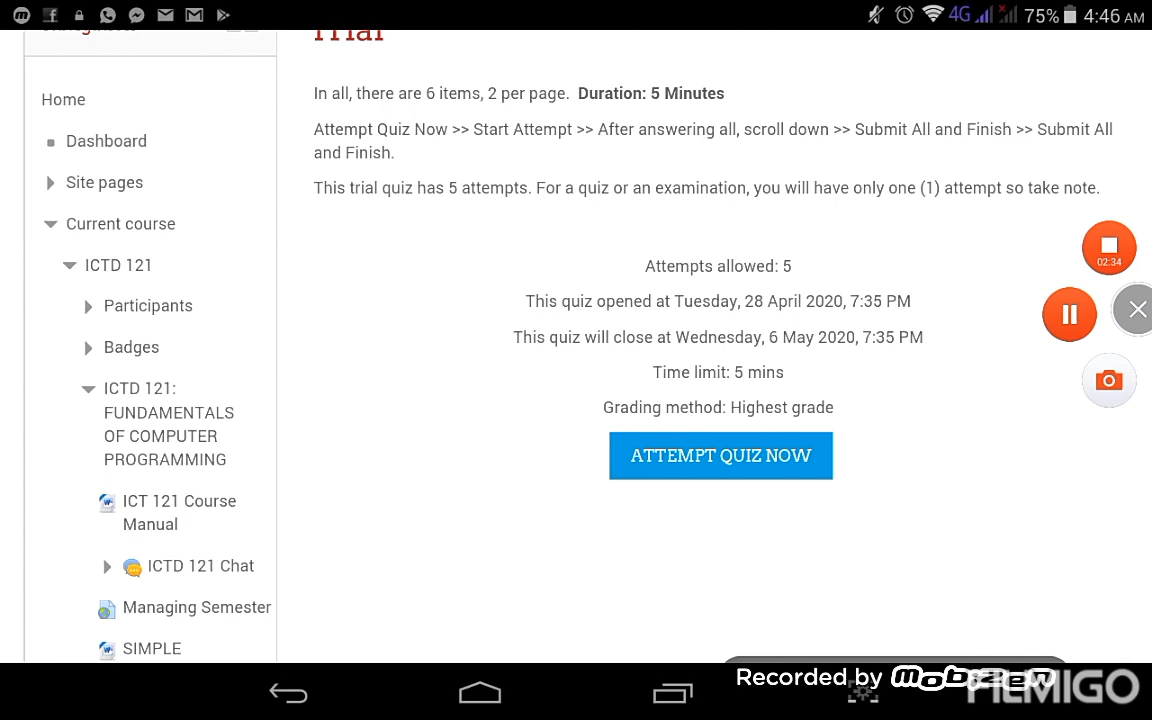 75% 4:46 AM
4G
Trial
Home
Dashboard
Site pages
Current course
ICTD 121
Participants
Badges
ICTD 121:
FUNDAMENTALS
OF COMPUTER
PROGRAMMING
ICT 121 Course
Manual
ICTD 121 Chat
Managing Semester
SIMPLE
In all, there are 6 items, 2 per page. Duration: 5 Minutes
Attempt Quiz Now >> Start Attempt >> After answering all, scroll down >> Submit All and Finish >> Submit All
and Finish.
This trial quiz has 5 attempts. For a quiz or an examination, you will have only one (1) attempt so take note.
Attempts allowed: 5
This quiz opened at Tuesday, 28 April 2020, 7:35 PM
This quiz will close at Wednesday, 6 May 2020, 7:35 PM
Time limit: 5 mins
Grading method: Highest grade
ATTEMPT QUIZ NOW
02:34
Recorded by Mobizen
FILMIGO